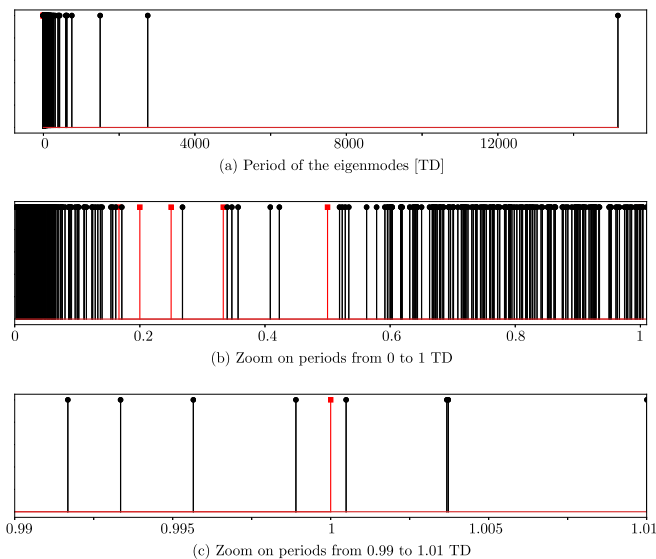 0 4000 8000 12000
(a) Period of the eigenmodes [TD]
0 0.2 0.4 0.6 0.8 1
(b) Zoom on periods from 0 to 1 TD
0.99 0.995 1 1.005 1.01
(c) Zoom on periods from 0.99 to 1.01 TD